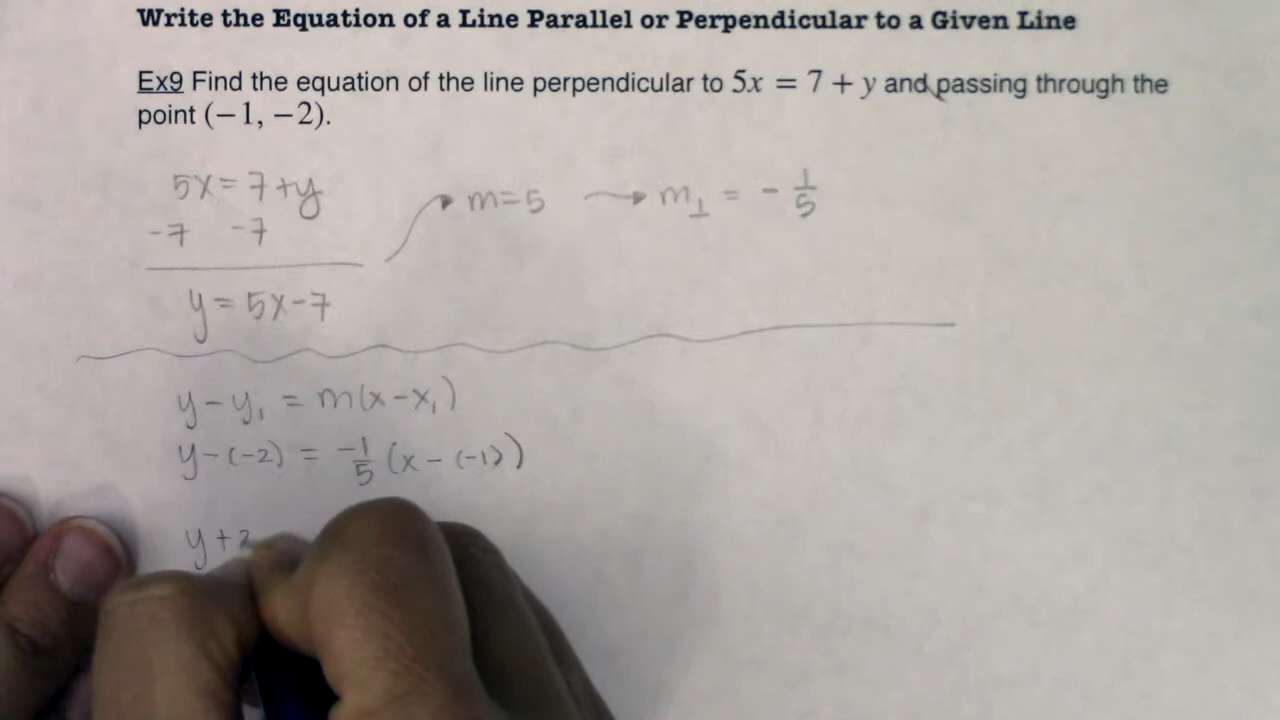 Write the Equation of a Line Parallel or Perpendicular to a Given Line
Ex9 Find the equation of the line perpendicular to 5x = 7 + y and passing through the
point (−1, −2).
5x = 7 + y
-7 -7
y = 5x - 7
m = 5 → m⊥ = - 1/5
y - y₁ = m(x - x₁)
y - (-2) = -1/5 (x - (-1))
y + 2